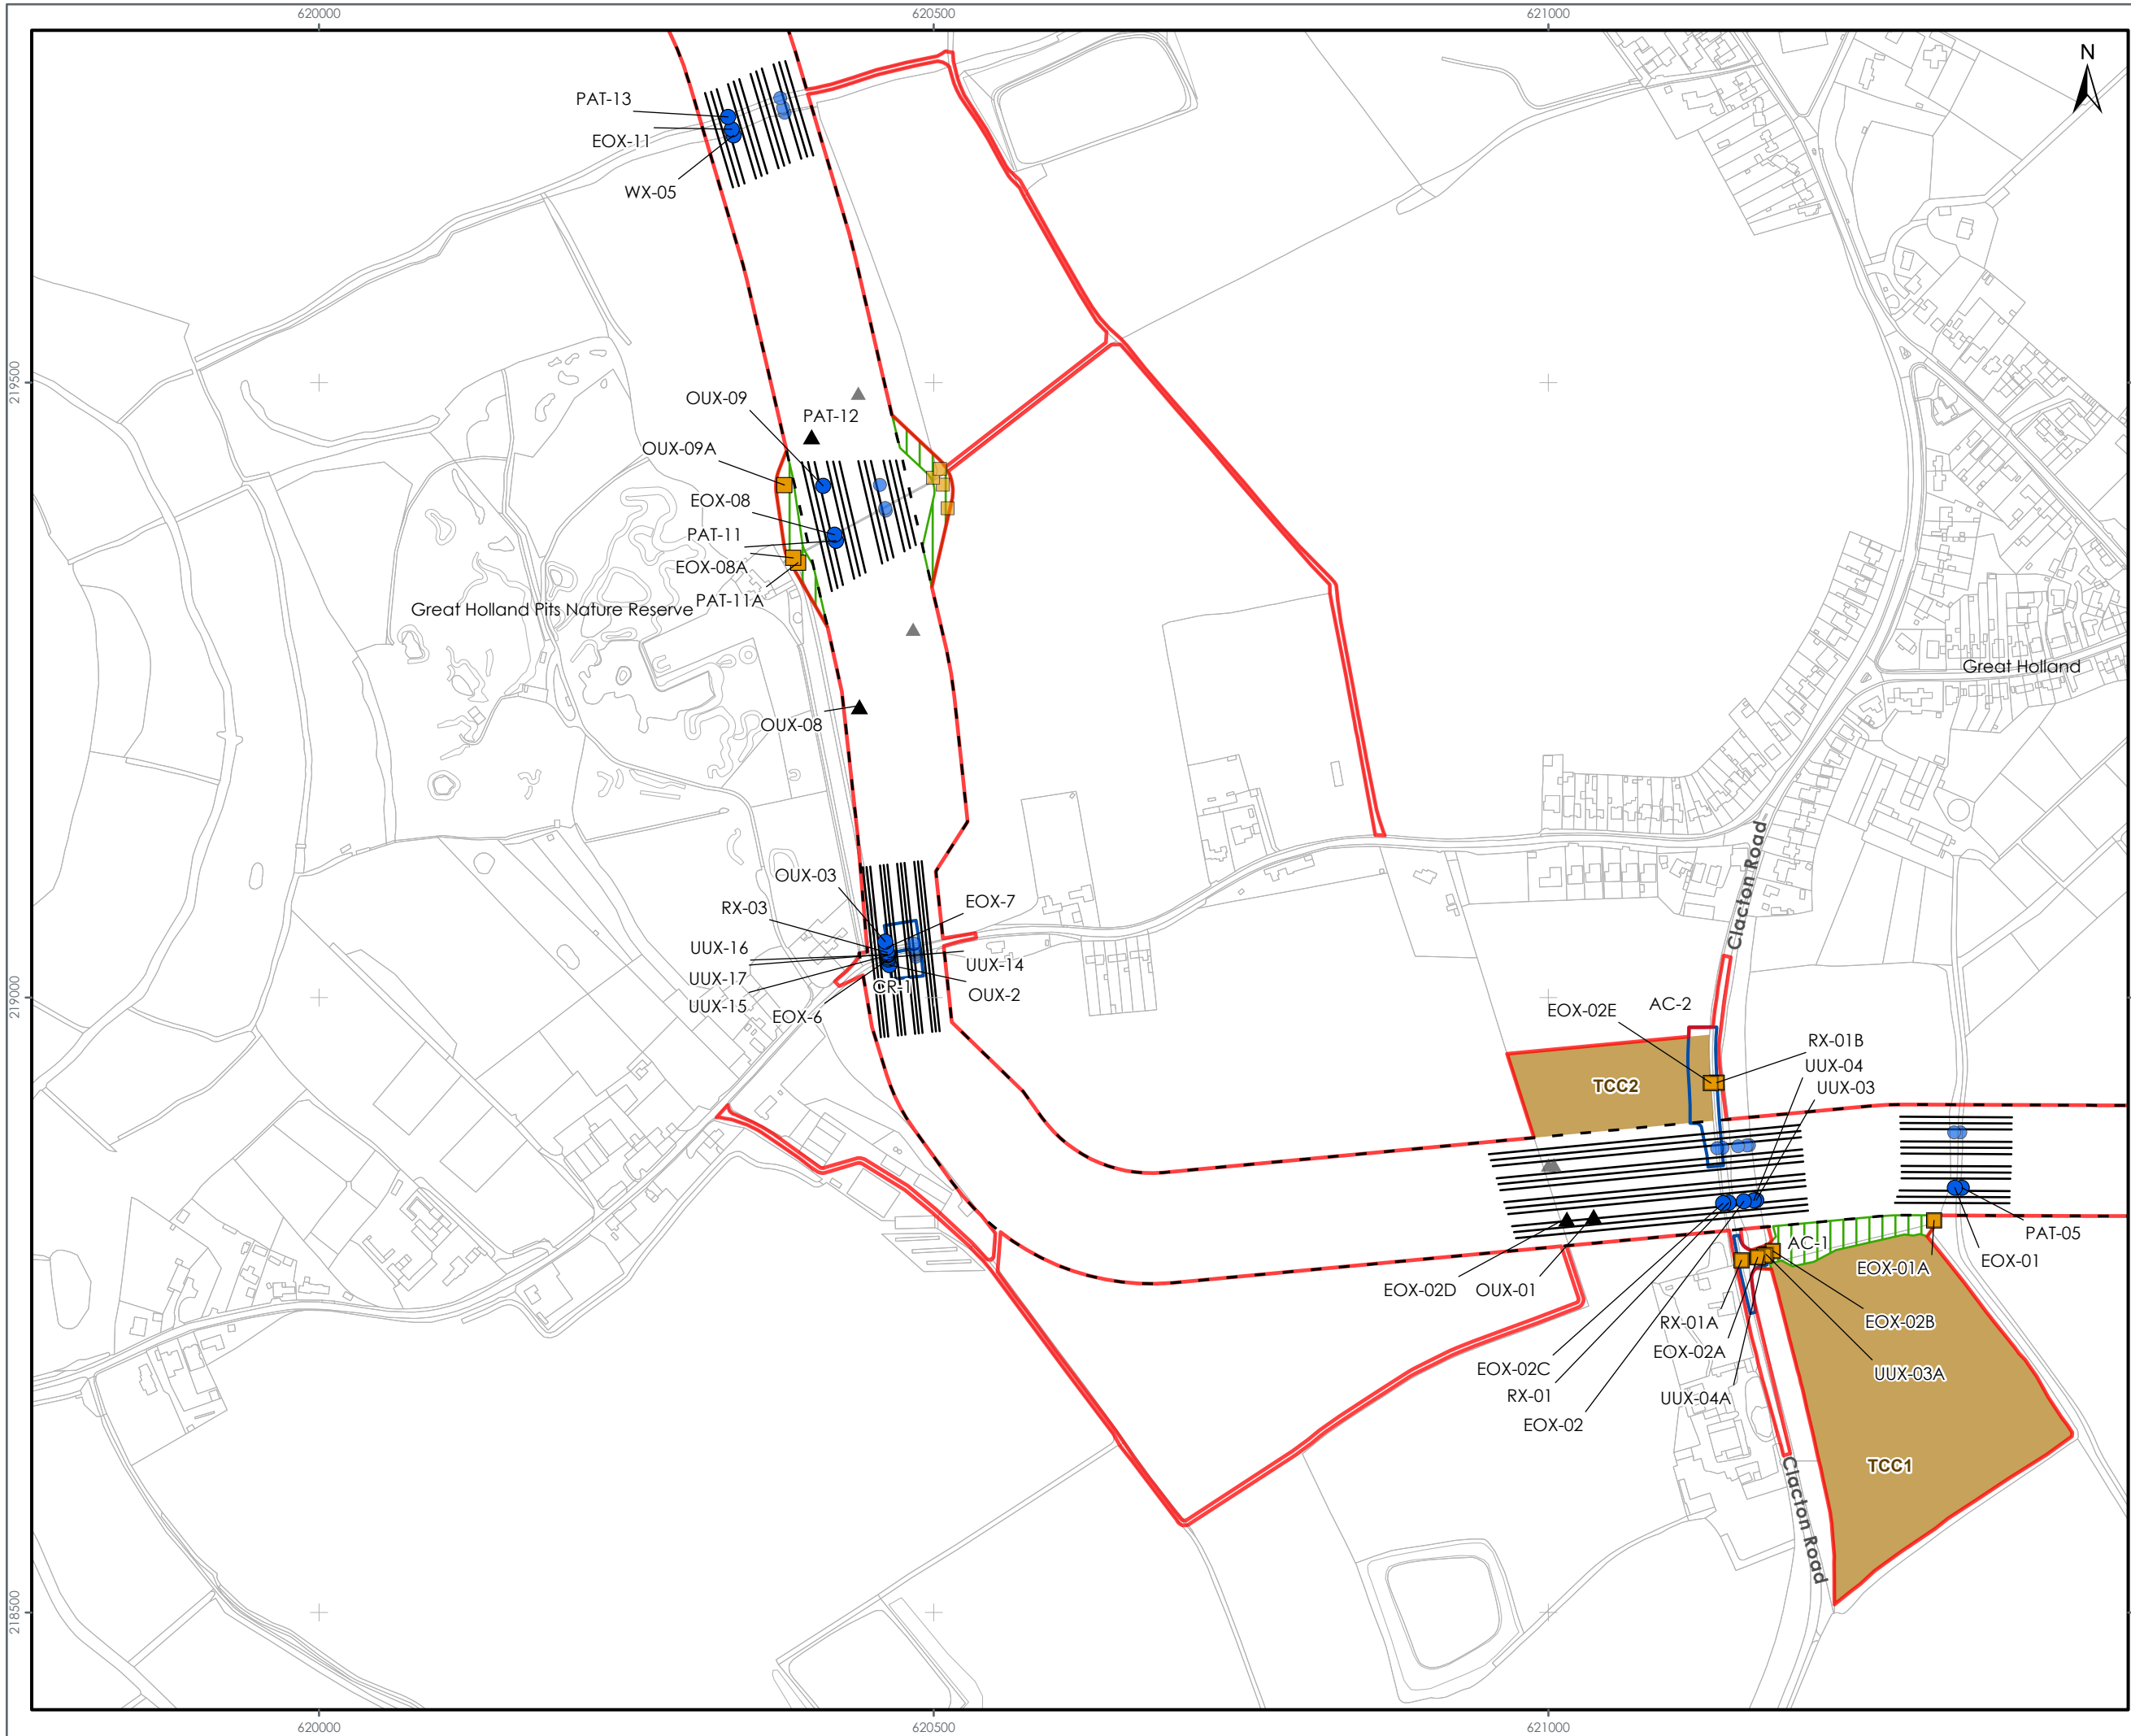 620000
620500
621000
N
PAT-13
EOX-11
WX-05
219500
OUX-09
PAT-12
OUX-09A
EOX-08
PAT-11
EOX-08A
PAT-11A
Great Holland Pits Nature Reserve
Great Holland
OUX-08
Clacton Road
OUX-03
RX-03
EOX-7
UUX-16
UUX-14
UUX-17
CR-1
OUX-2
UUX-15
EOX-6
219000
EOX-02E
AC-2
RX-01B
UUX-04
TCC2
UUX-03
PAT-05
AC-1
EOX-01
EOX-01A
EOX-02D
OUX-01
RX-01A
EOX-02B
EOX-02A
EOX-02C
UUX-03A
RX-01
UUX-04A
EOX-02
TCC1
Clacton Road
218500
620000
620500
621000